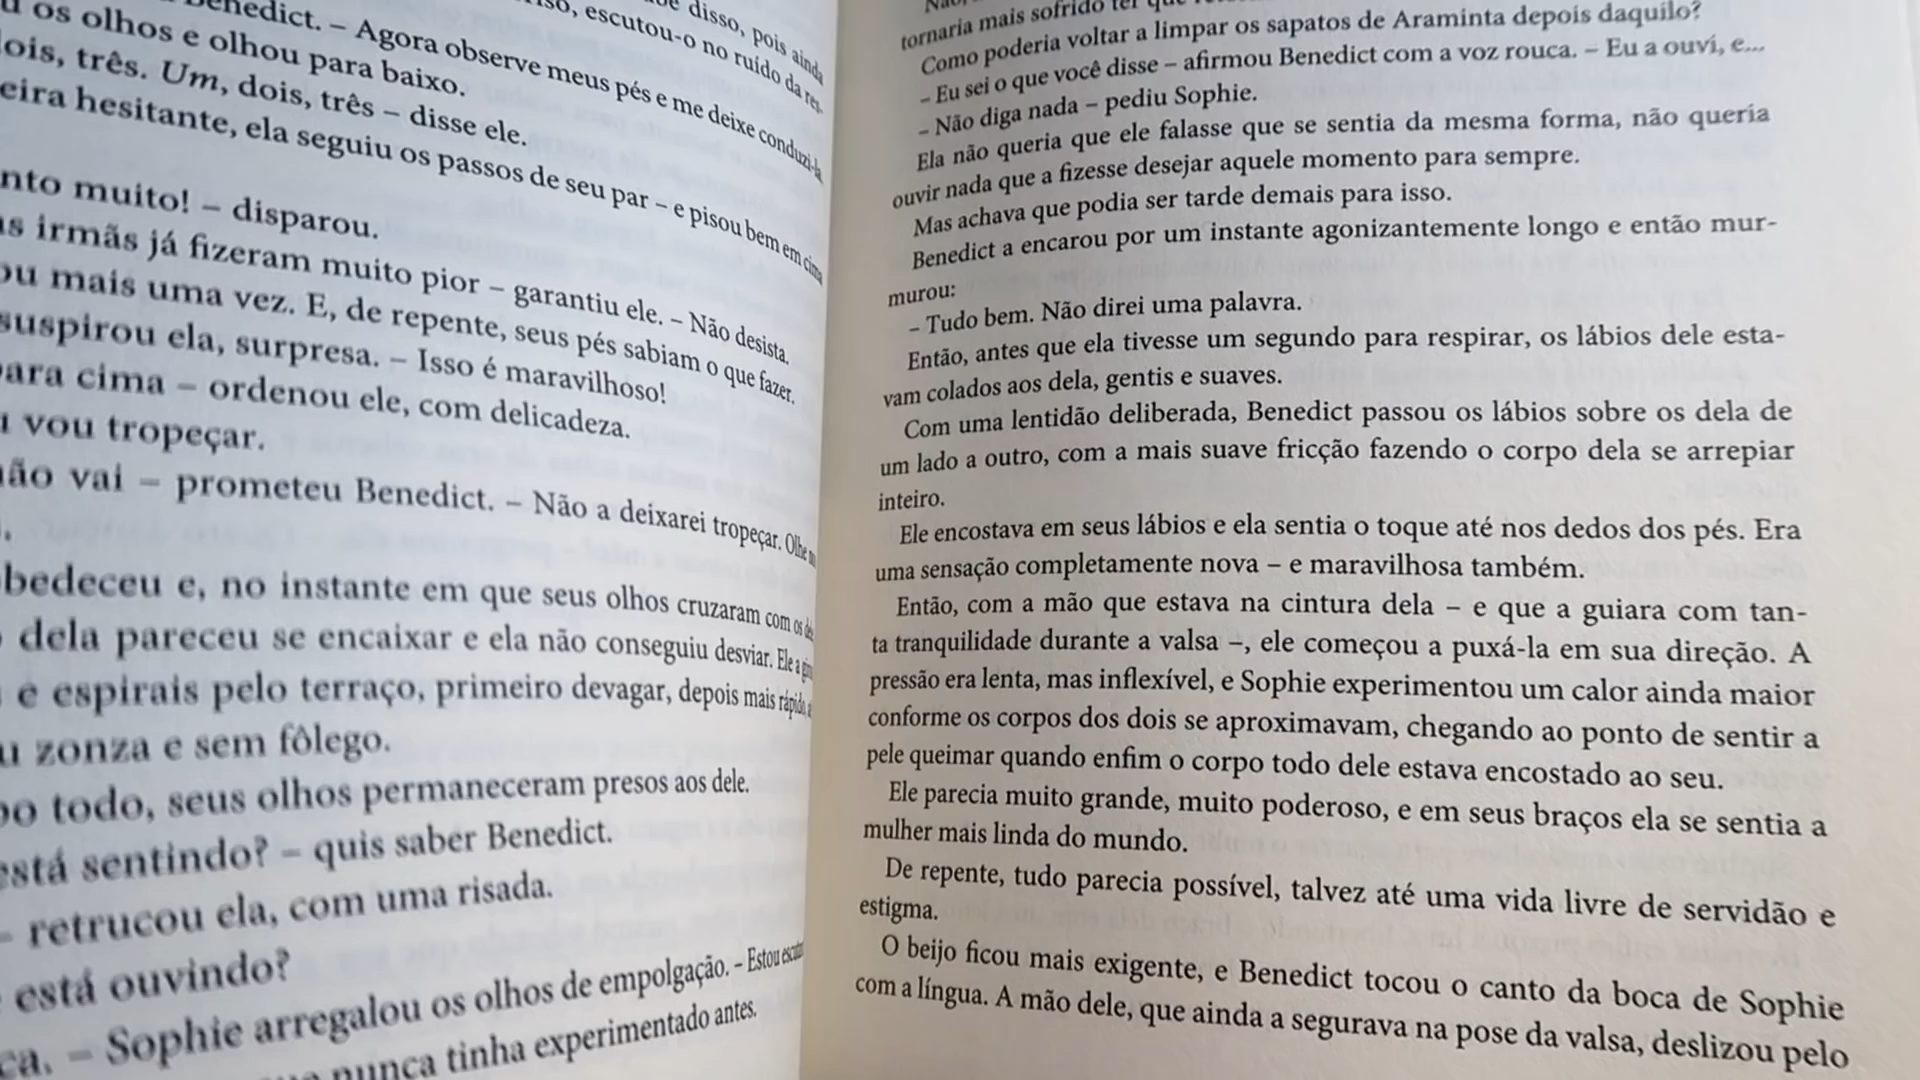 disso, pois ainda
escutou-o no ruído da res-
Benedict. – Agora observe meus pés e me deixe conduzi-la
os olhos e olhou para baixo.
dois, três. Um, dois, três – disse ele.
eira hesitante, ela seguiu os passos de seu par – e pisou bem em cima
nto muito! – disparou.
as irmãs já fizeram muito pior – garantiu ele. – Não desista.
ou mais uma vez. E, de repente, seus pés sabiam o que fazer.
suspirou ela, surpresa. – Isso é maravilhoso!
para cima – ordenou ele, com delicadeza.
vou tropeçar.
não vai – prometeu Benedict. – Não a deixarei tropeçar. Olhe
bedeceu e, no instante em que seus olhos cruzaram com os
dela pareceu se encaixar e ela não conseguiu desviar. Ele a
e espirais pelo terraço, primeiro devagar, depois mais rápido
u zonza e sem fôlego.
po todo, seus olhos permaneceram presos aos dele.
está sentindo? – quis saber Benedict.
– retrucou ela, com uma risada.
está ouvindo?
ca. – Sophie arregalou os olhos de empolgação. – Estou
nunca tinha experimentado antes.
tornaria mais sofrido ter que
Como poderia voltar a limpar os sapatos de Araminta depois daquilo?
– Eu sei o que você disse – afirmou Benedict com a voz rouca. – Eu a ouvi, e...
– Não diga nada – pediu Sophie.
Ela não queria que ele falasse que se sentia da mesma forma, não queria
ouvir nada que a fizesse desejar aquele momento para sempre.
Mas achava que podia ser tarde demais para isso.
Benedict a encarou por um instante agonizantemente longo e então mur-
murou:
– Tudo bem. Não direi uma palavra.
Então, antes que ela tivesse um segundo para respirar, os lábios dele esta-
vam colados aos dela, gentis e suaves.
Com uma lentidão deliberada, Benedict passou os lábios sobre os dela de
um lado a outro, com a mais suave fricção fazendo o corpo dela se arrepiar
inteiro.
Ele encostava em seus lábios e ela sentia o toque até nos dedos dos pés. Era
uma sensação completamente nova – e maravilhosa também.
Então, com a mão que estava na cintura dela – e que a guiara com tan-
ta tranquilidade durante a valsa –, ele começou a puxá-la em sua direção. A
pressão era lenta, mas inflexível, e Sophie experimentou um calor ainda maior
conforme os corpos dos dois se aproximavam, chegando ao ponto de sentir a
pele queimar quando enfim o corpo todo dele estava encostado ao seu.
Ele parecia muito grande, muito poderoso, e em seus braços ela se sentia a
mulher mais linda do mundo.
De repente, tudo parecia possível, talvez até uma vida livre de servidão e
estigma.
O beijo ficou mais exigente, e Benedict tocou o canto da boca de Sophie
com a língua. A mão dele, que ainda a segurava na pose da valsa, deslizou pelo